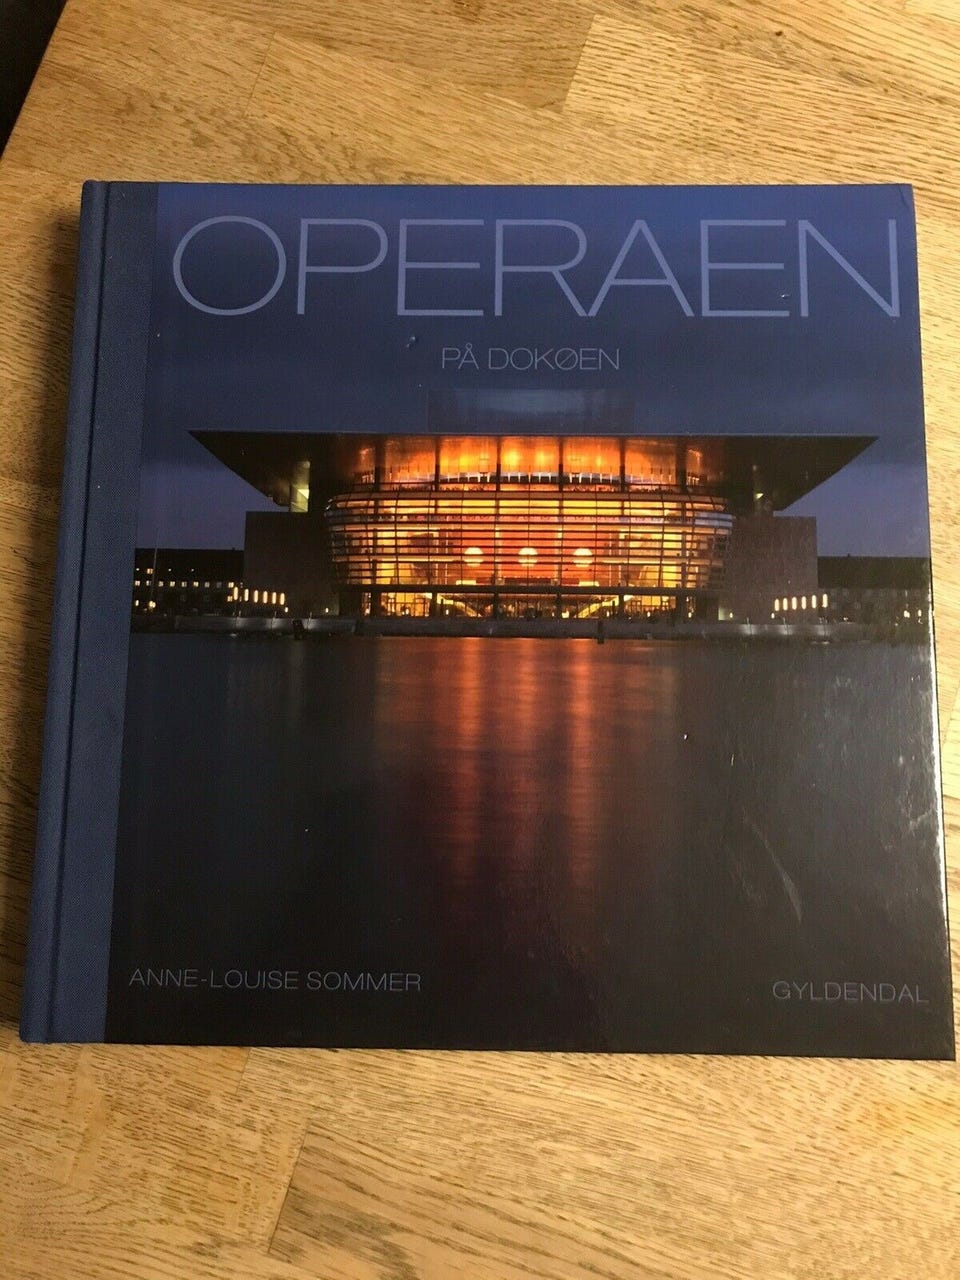 OPERAEN
PÅ DOKØEN
ANNE-LOUISE SOMMER
GYLDENDAL